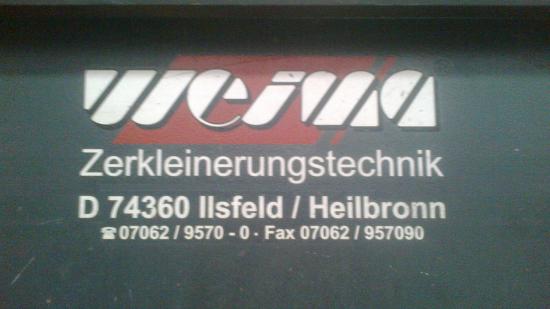 weima ®
Zerkleinerungstechnik
D 74360 Ilsfeld / Heilbronn
☎ 07062 / 9570 - 0 · Fax 07062 / 957090